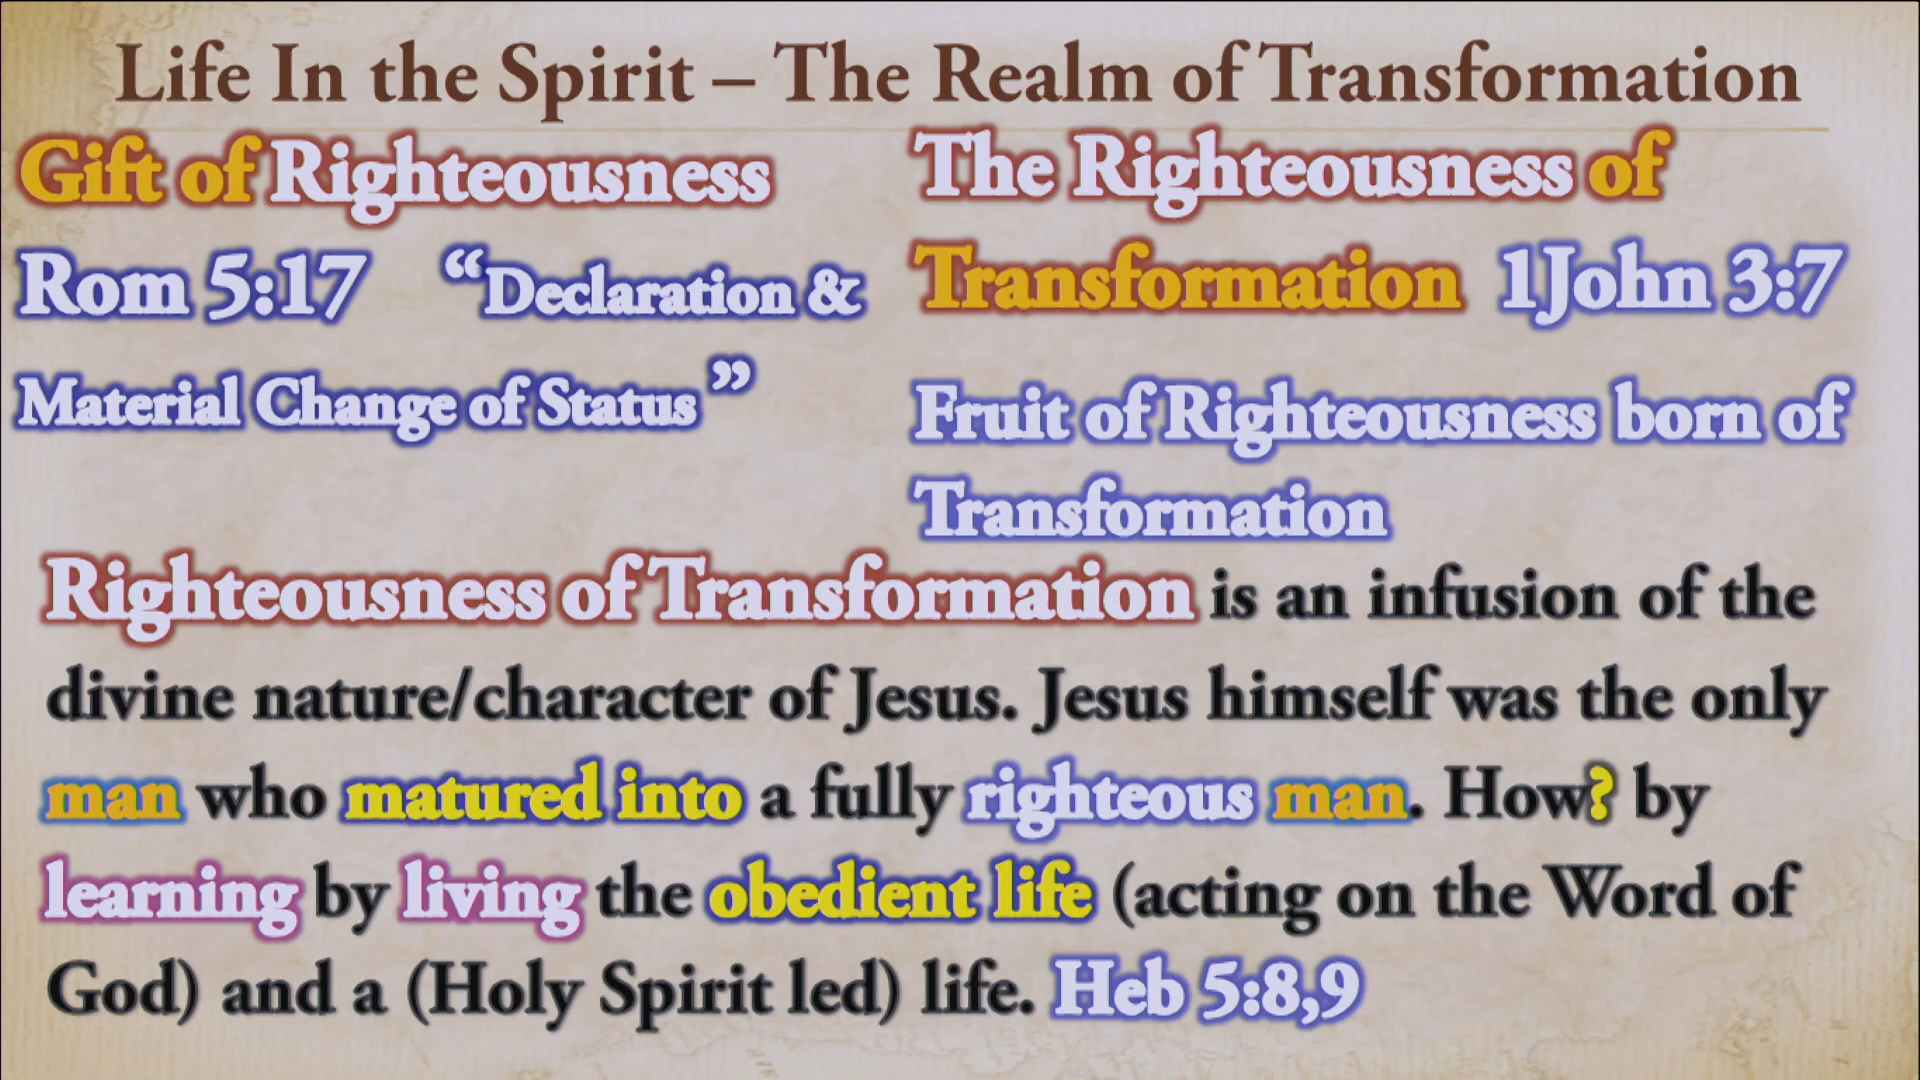 Life In the Spirit – The Realm of Transformation
Gift of Righteousness
Rom 5:17 “Declaration &
Material Change of Status”
The Righteousness of
Transformation 1John 3:7
Fruit of Righteousness born of
Transformation
Righteousness of Transformation is an infusion of the
divine nature/character of Jesus. Jesus himself was the only
man who matured into a fully righteous man. How? by
learning by living the obedient life (acting on the Word of
God) and a (Holy Spirit led) life. Heb 5:8,9